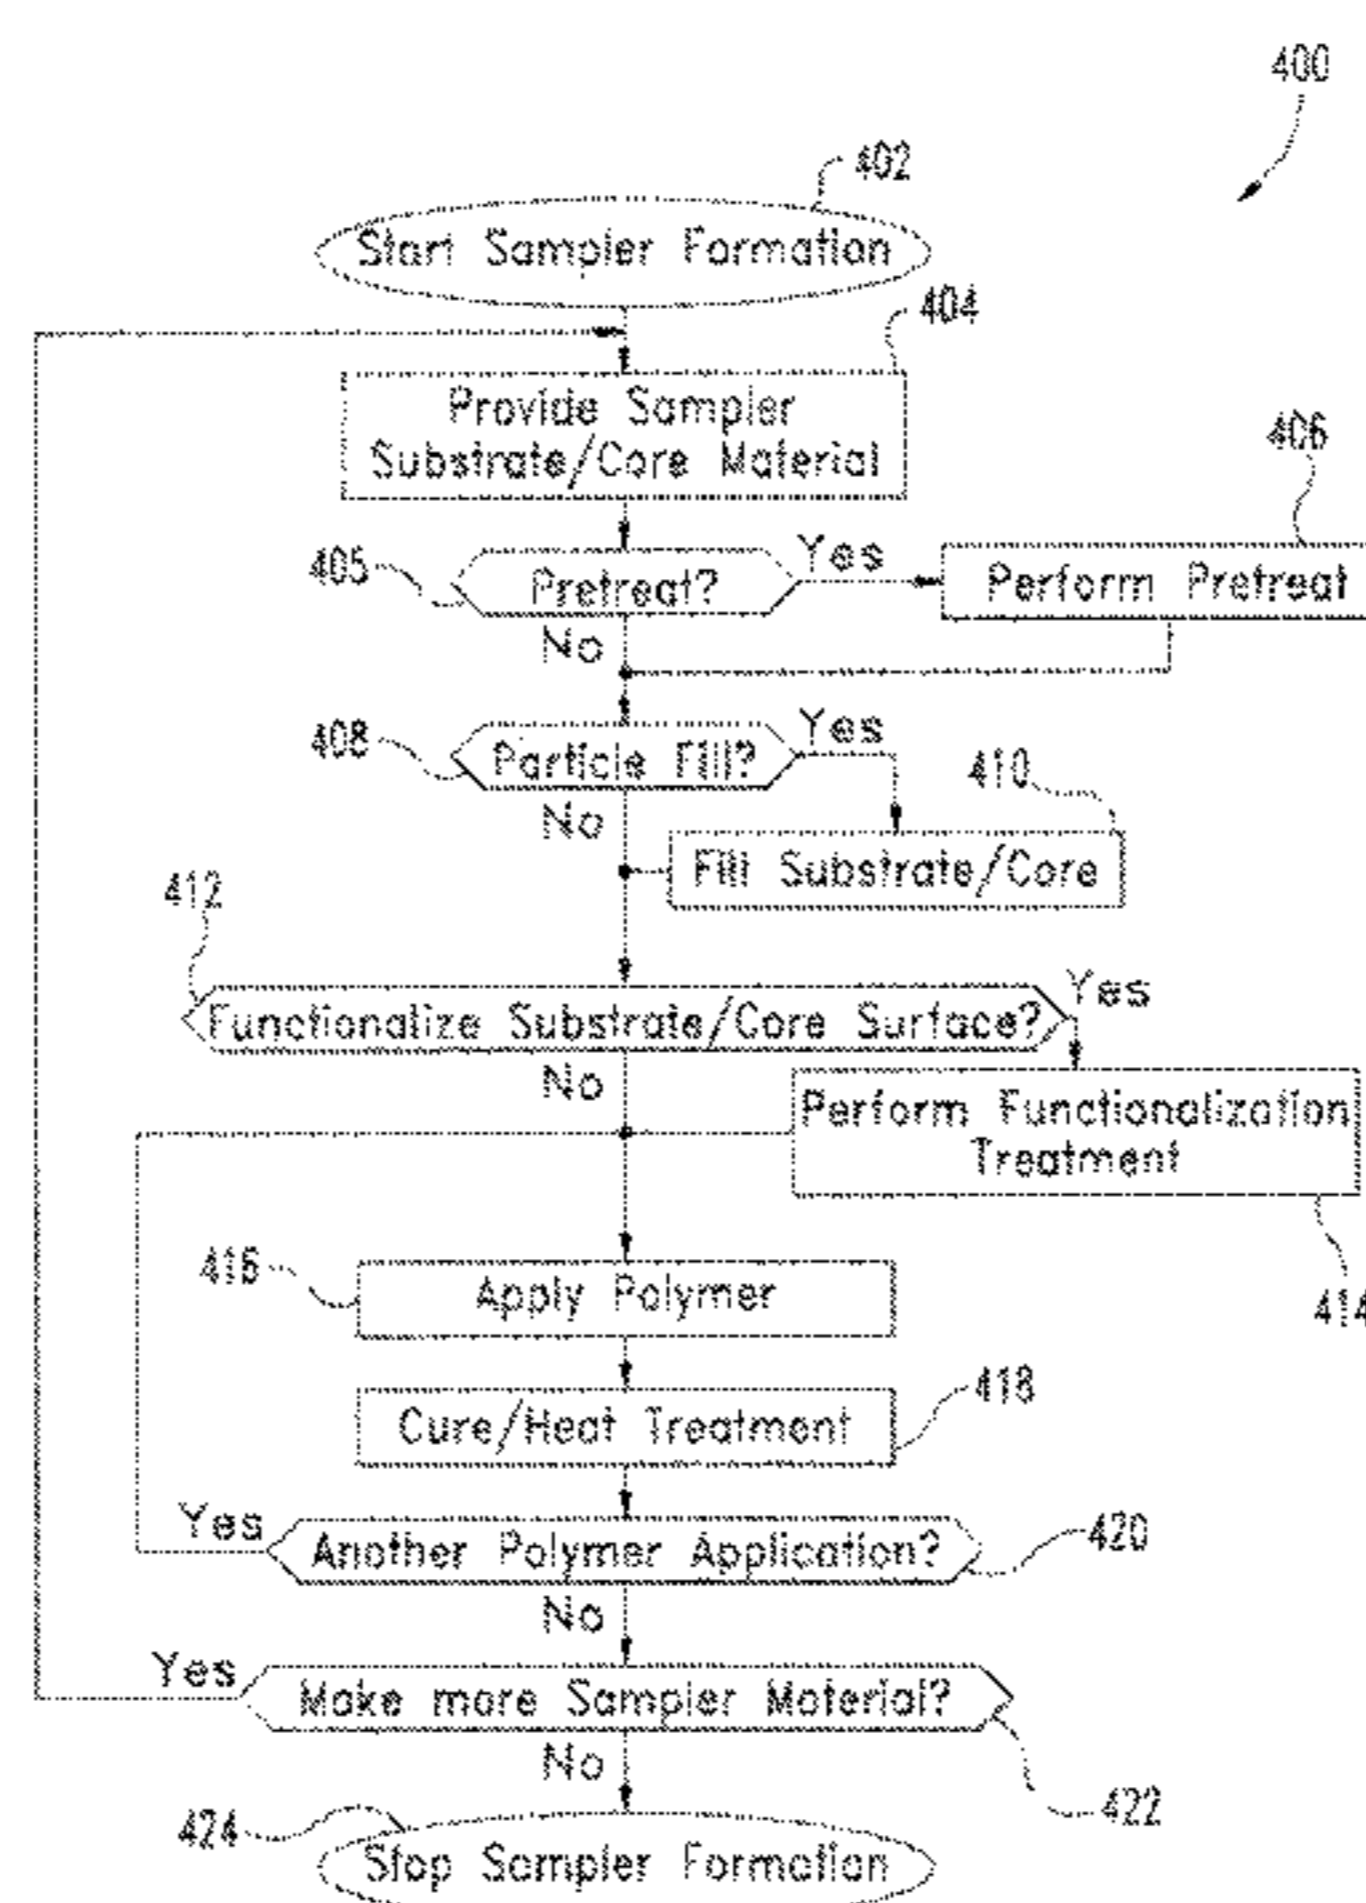 400
402
Start Sampler Formation
404
Provide Sampler
Substrate/Core Material
406
405
Pretreat?
Yes
Perform Pretreat
No
408
Particle Fill?
Yes
410
No
Fill Substrate/Core
412
Functionalize Substrate/Core Surface?
Yes
No
Perform Functionalization
Treatment
414
416
Apply Polymer
418
Cure/Heat Treatment
Yes
Another Polymer Application?
420
No
Yes
Make more Sampler Material?
No
422
424
Stop Sampler Formation